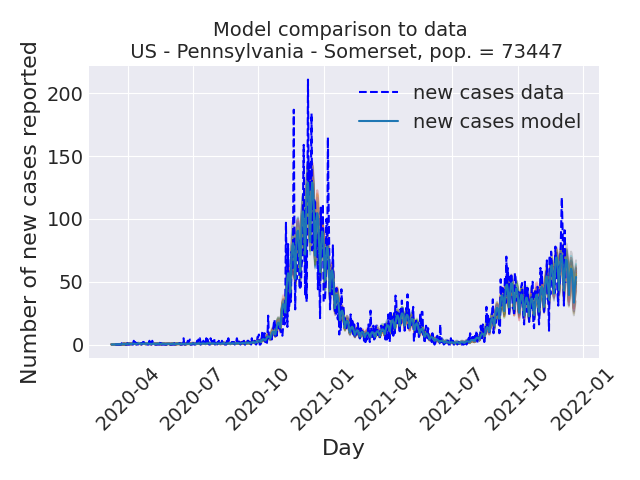 Model comparison to data
US - Pennsylvania - Somerset, pop. = 73447
Number of new cases reported
200
150
100
50
0
new cases data
new cases model
2020-04
2020-07
2020-10
2021-01
2021-04
2021-07
2021-10
2022-01
Day